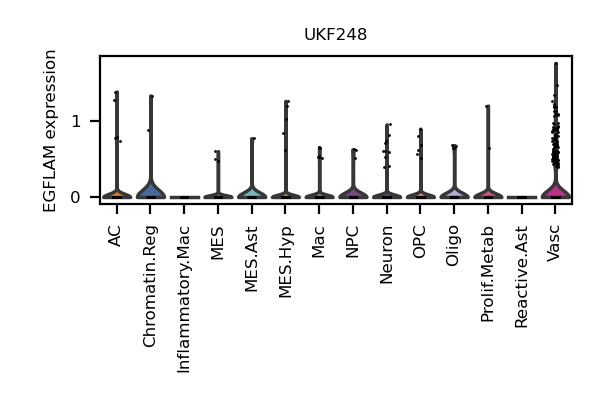 UKF248
EGFLAM expression
1
0
AC
Chromatin.Reg
Inflammatory.Mac
MES
MES.Ast
MES.Hyp
Mac
NPC
Neuron
OPC
Oligo
Prolif.Metab
Reactive.Ast
Vasc